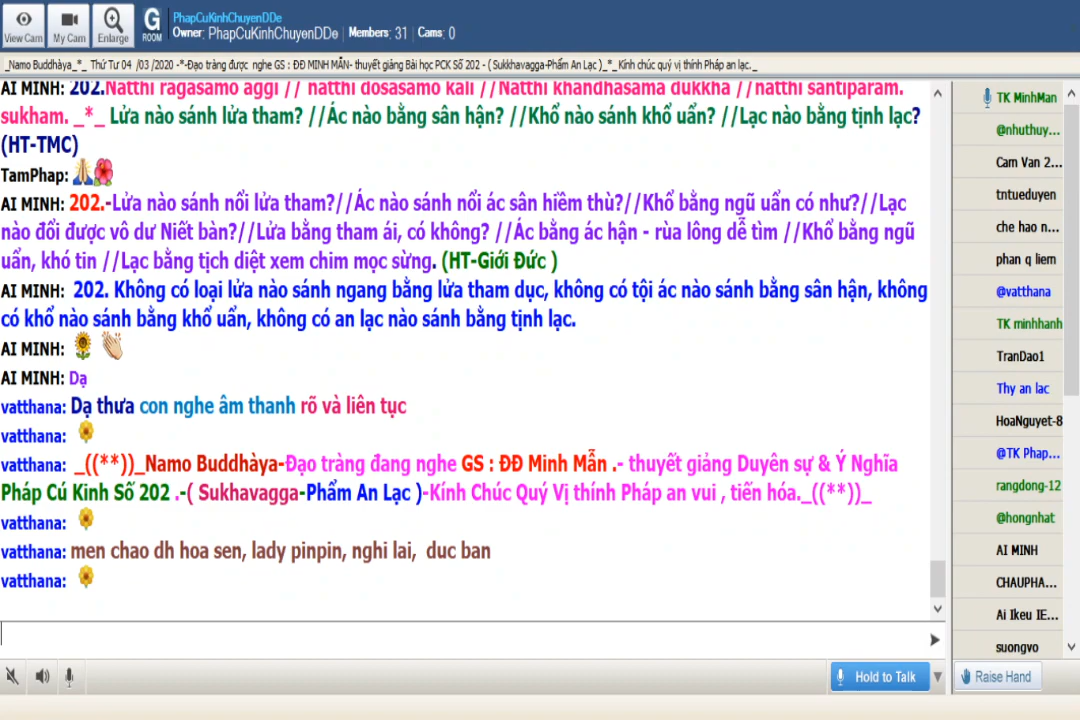 View Cam
My Cam
Enlarge
G
ROOM
PhapCuKinhChuyenDDe
Owner: PhapCuKinhChuyenDDe | Members: 31 | Cams: 0
_Namo Buddhàya_*_ Thứ Tư 04 /03 /2020 -*-Đạo tràng được nghe GS : ĐĐ MINH MẪN- thuyết giảng Bài học PCK Số 202 - ( Sukkhavagga-Phẩm An Lạc )_*_Kính chúc quý vị thính Pháp an lạc._
AI MINH: 202.Natthi ragasamo aggi // natthi dosasamo kali //Natthi khandhasama dukkha //natthi santiparam.
sukham. _*_ Lửa nào sánh lửa tham? //Ác nào bằng sân hận? //Khổ nào sánh khổ uẩn? //Lạc nào bằng tịnh lạc?
(HT-TMC)
TamPhap:
AI MINH: 202.-Lửa nào sánh nổi lửa tham?//Ác nào sánh nổi ác sân hiềm thù?//Khổ bằng ngũ uẩn có như?//Lạc
nào đổi được vô dư Niết bàn?//Lửa bằng tham ái, có không? //Ác bằng ác hận - rùa lông dễ tìm //Khổ bằng ngũ
uẩn, khó tin //Lạc bằng tịch diệt xem chim mọc sừng. (HT-Giới Đức )
AI MINH: 202. Không có loại lửa nào sánh ngang bằng lửa tham dục, không có tội ác nào sánh bằng sân hận, không
có khổ nào sánh bằng khổ uẩn, không có an lạc nào sánh bằng tịnh lạc.
AI MINH:
AI MINH: Dạ
vatthana: Dạ thưa con nghe âm thanh rõ và liên tục
vatthana:
vatthana: _((**))_Namo Buddhàya-Đạo tràng đang nghe GS : ĐĐ Minh Mẫn .- thuyết giảng Duyên sự & Ý Nghĩa
Pháp Cú Kinh Số 202 .-( Sukhavagga-Phẩm An Lạc )-Kính Chúc Quý Vị thính Pháp an vui , tiến hóa._((**))_
vatthana:
vatthana: men chao dh hoa sen, lady pinpin, nghi lai, duc ban
vatthana:
TK MinhMan
@nhuthuy...
Cam Van 2...
tntueduyen
che hao n...
phan q liem
@vatthana
TK minhhanh
TranDao1
Thy an lac
HoaNguyet-8
@TK Phap...
rangdong-12
@hongnhat
AI MINH
CHAUPHA...
Ai Ikeu IE...
suongvo
Hold to Talk
Raise Hand